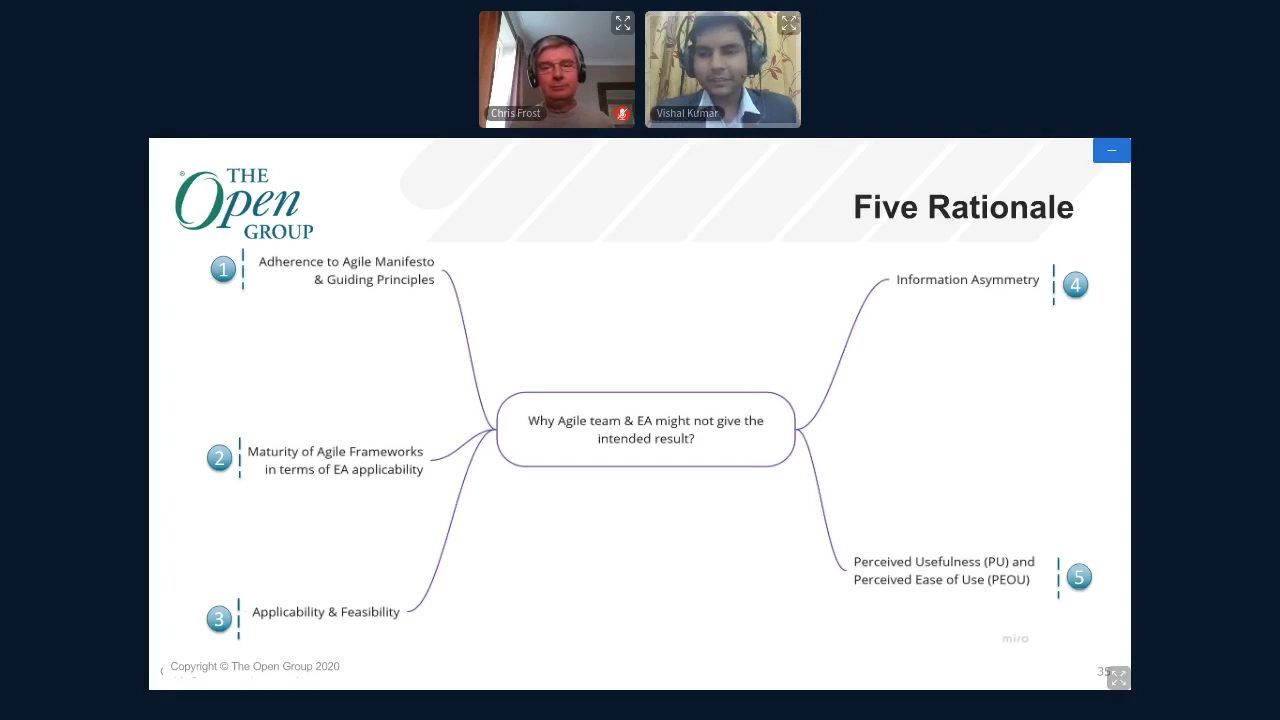 Chris Frost
Vishal Kumar
THE
Open
GROUP
®
Five Rationale
1
Adherence to Agile Manifesto
& Guiding Principles
4
Information Asymmetry
Why Agile team & EA might not give the
intended result?
2
Maturity of Agile Frameworks
in terms of EA applicability
3
Applicability & Feasibility
Perceived Usefulness (PU) and
Perceived Ease of Use (PEOU)
5
miro
Copyright © The Open Group 2020
35